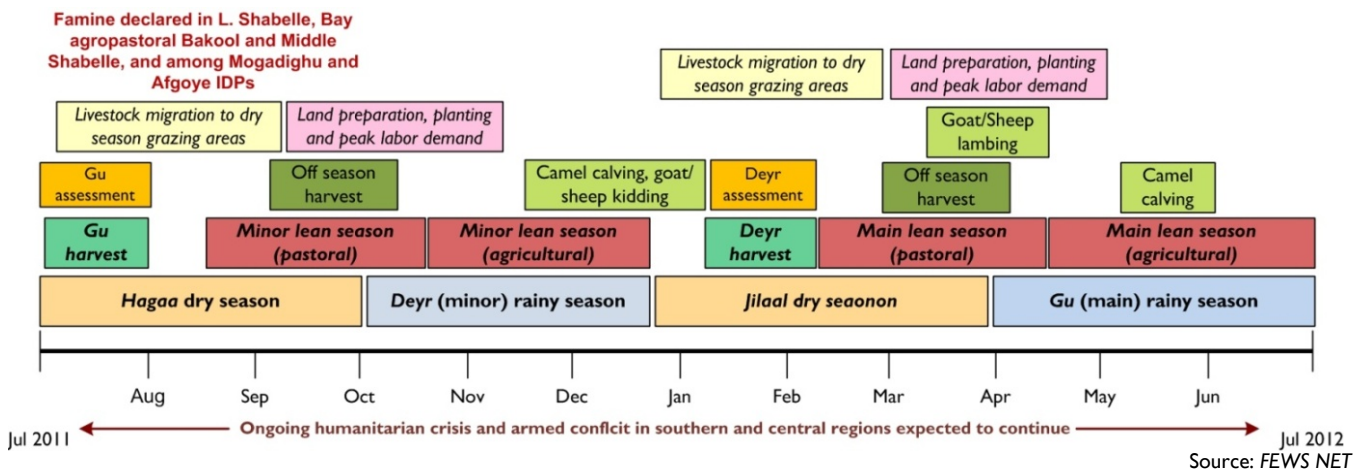 Famine declared in L. Shabelle, Bay
agropastoral Bakool and Middle
Shabelle, and among Mogadighu and
Afgoye IDPs
Livestock migration to dry
season grazing areas
Land preparation, planting
and peak labor demand
Livestock migration to dry
season grazing areas
Land preparation, planting
and peak labor demand
Goat/Sheep
lambing
Gu
assessment
Off season
harvest
Camel calving, goat/
sheep kidding
Deyr
assessment
Off season
harvest
Camel
calving
Gu
harvest
Minor lean season
(pastoral)
Minor lean season
(agricultural)
Deyr
harvest
Main lean season
(pastoral)
Main lean season
(agricultural)
Hagaa dry season
Deyr (minor) rainy season
Jilaal dry seaonon
Gu (main) rainy season
Aug Sep Oct Nov Dec Jan Feb Mar Apr May Jun
Jul 2011
Ongoing humanitarian crisis and armed conflcit in southern and central regions expected to continue
Jul 2012
Source: FEWS NET